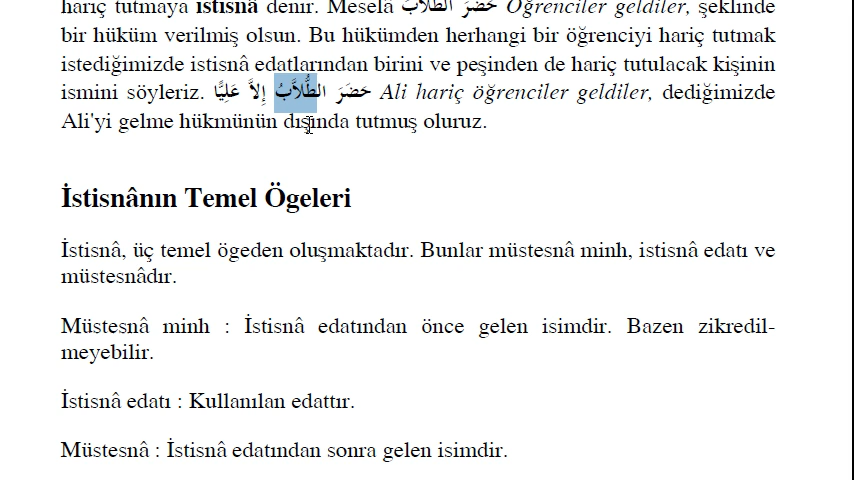 hariç tutmaya istisnâ denir. Meselâ حَضَرَ الطُّلاَّبُ Öğrenciler geldiler, şeklinde
bir hüküm verilmiş olsun. Bu hükümden herhangi bir öğrenciyi hariç tutmak
istediğimizde istisnâ edatlarından birini ve peşinden de hariç tutulacak kişinin
ismini söyleriz. حَضَرَ الطُّلاَّبُ إِلاَّ عَلِيًّا Ali hariç öğrenciler geldiler, dediğimizde
Ali'yi gelme hükmünün dışında tutmuş oluruz.
İstisnânın Temel Ögeleri
İstisnâ, üç temel ögeden oluşmaktadır. Bunlar müstesnâ minh, istisnâ edatı ve
müstesnâdır.
Müstesnâ minh : İstisnâ edatından önce gelen isimdir. Bazen zikredil-
meyebilir.
İstisnâ edatı : Kullanılan edattır.
Müstesnâ : İstisnâ edatından sonra gelen isimdir.